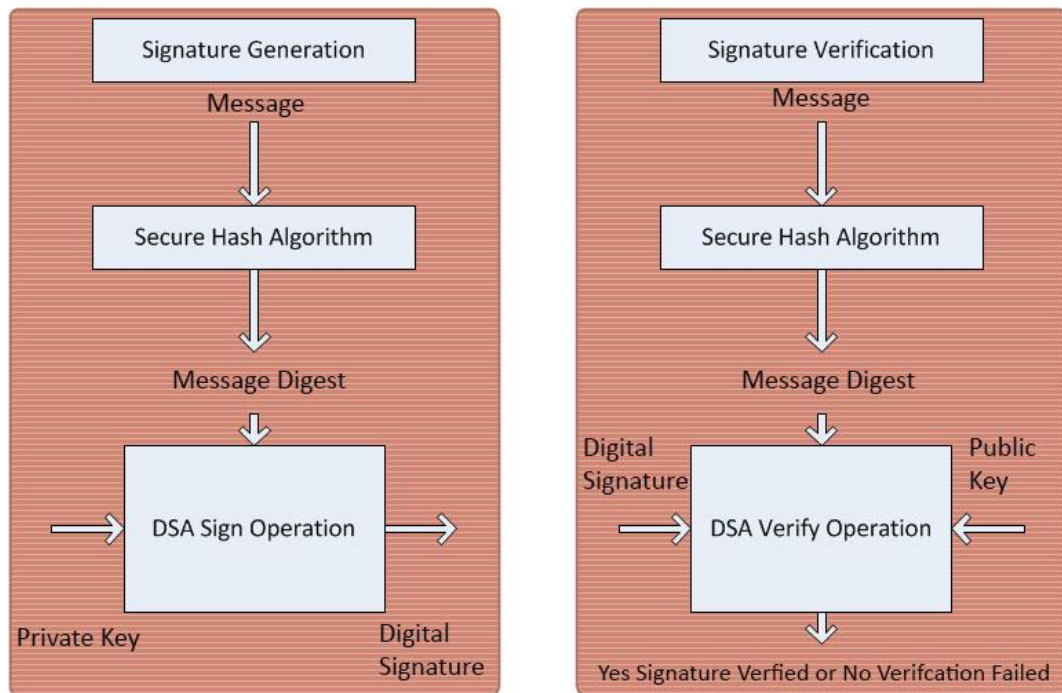 Signature Generation
Message
Secure Hash Algorithm
Message Digest
DSA Sign Operation
Private Key
Digital
Signature
Signature Verification
Message
Secure Hash Algorithm
Message Digest
Digital
Signature
Public
Key
DSA Verify Operation
Yes Signature Verfied or No Verifcation Failed